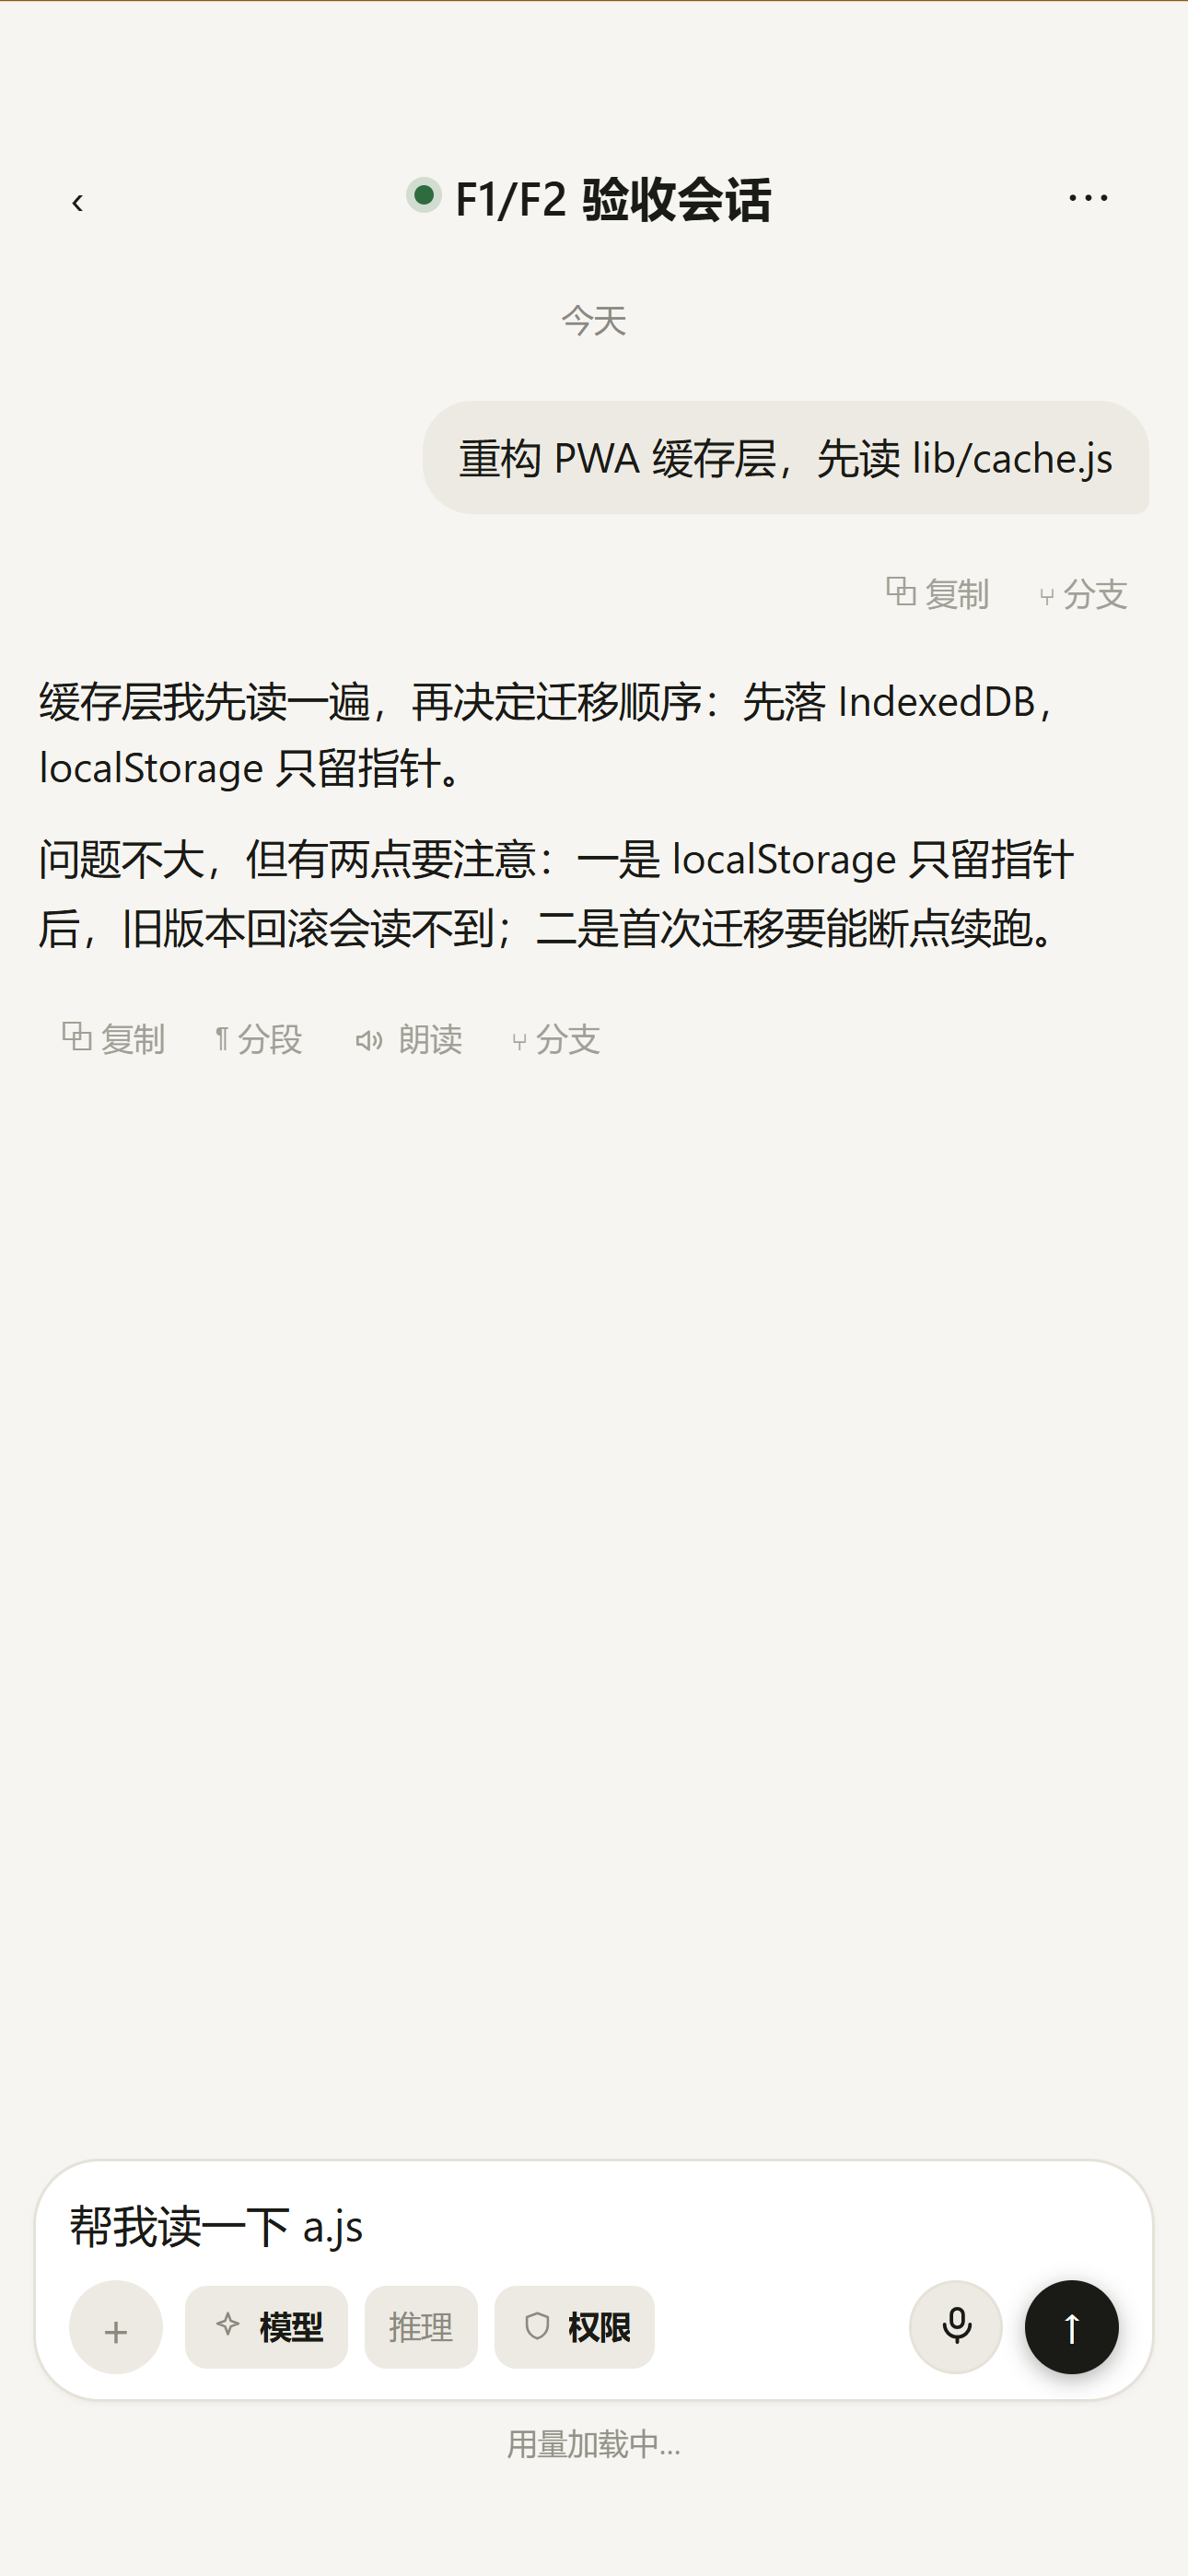 F1/F2 验收会话
今天
重构 PWA 缓存层，先读 lib/cache.js
复制 分支
缓存层我先读一遍，再决定迁移顺序：先落 IndexedDB，
localStorage 只留指针。
问题不大，但有两点要注意：一是 localStorage 只留指针
后，旧版本回滚会读不到；二是首次迁移要能断点续跑。
复制 ¶ 分段 朗读 分支
帮我读一下 a.js
+ 模型 推理 权限 ↑
用量加载中...